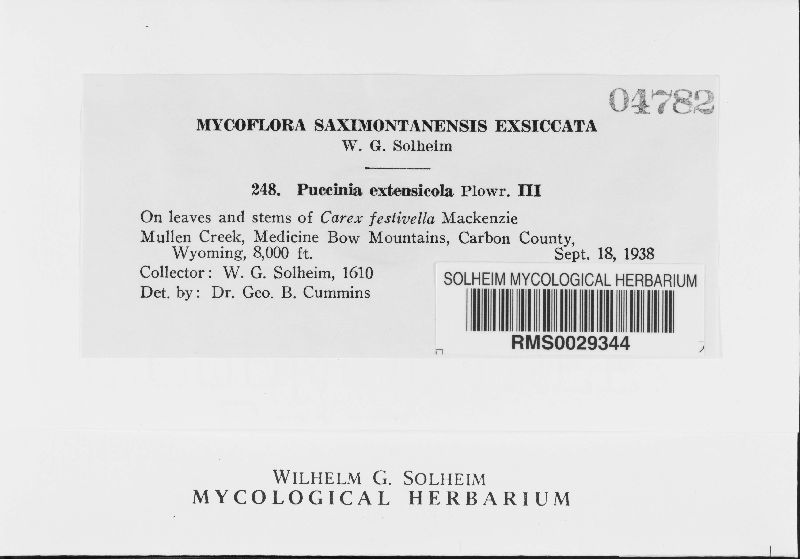 04782
MYCOFLORA SAXIMONTANENSIS EXSICCATA
W. G. Solheim
248. Puccinia extensicola Plowr. III
On leaves and stems of Carex festivella Mackenzie
Mullen Creek, Medicine Bow Mountains, Carbon County,
Wyoming, 8,000 ft. Sept. 18, 1938
Collector: W. G. Solheim, 1610
Det. by: Dr. Geo. B. Cummins
SOLHEIM MYCOLOGICAL HERBARIUM
RMS0029344
WILHELM G. SOLHEIM
MYCOLOGICAL HERBARIUM